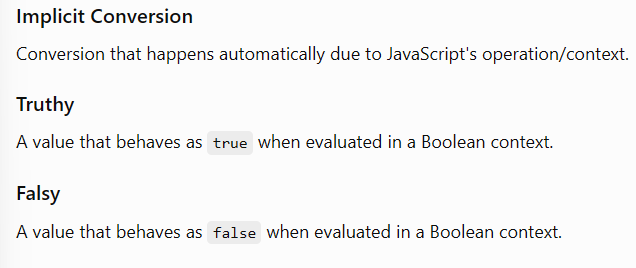 Implicit Conversion
Conversion that happens automatically due to JavaScript's operation/context.
Truthy
A value that behaves as true when evaluated in a Boolean context.
Falsy
A value that behaves as false when evaluated in a Boolean context.